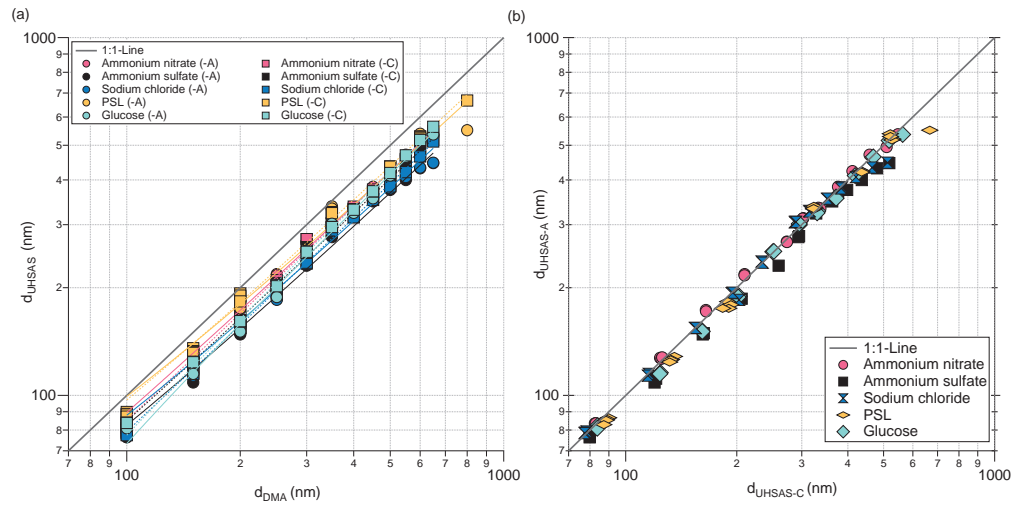 (a)
(b)
1000
9
8
7
6
5
4
3
2
100
9
8
7
d_UHSAS (nm)
1:1-Line
Ammonium nitrate (-A) Ammonium nitrate (-C)
Ammonium sulfate (-A) Ammonium sulfate (-C)
Sodium chloride (-A) Sodium chloride (-C)
PSL (-A) PSL (-C)
Glucose (-A) Glucose (-C)
7 8 9 100 2 3 4 5 6 7 8 9 1000
d_DMA (nm)
1000
9
8
7
6
5
4
3
2
100
9
8
7
d_UHSAS-A (nm)
1:1-Line
Ammonium nitrate
Ammonium sulfate
Sodium chloride
PSL
Glucose
7 8 9 100 2 3 4 5 6 7 8 9 1000
d_UHSAS-C (nm)